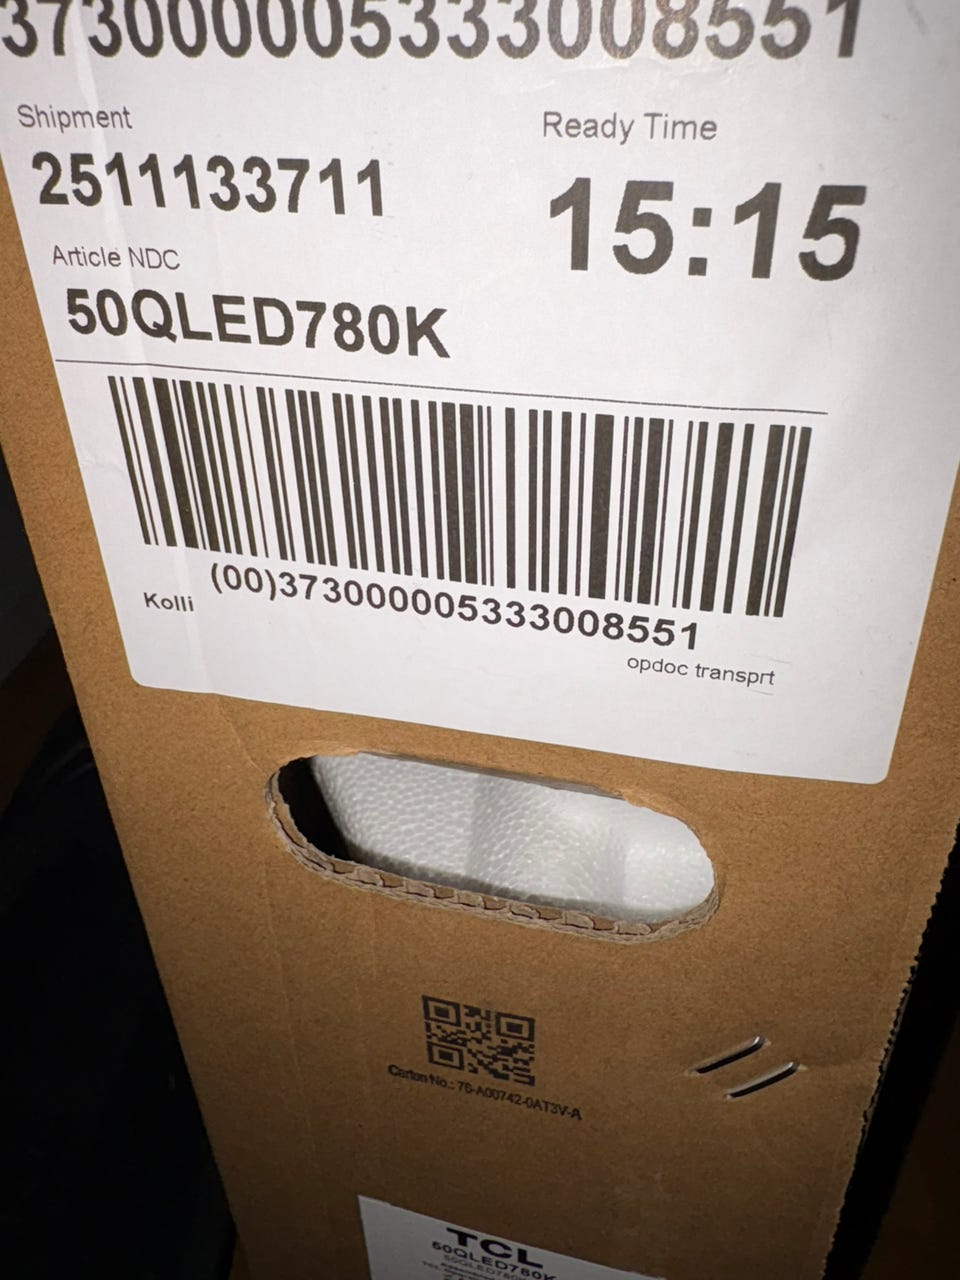 373000005333008551
Shipment
Ready Time
2511133711
15:15
Article NDC
50QLED780K
(00)373000005333008551
Kolli
opdoc transprt
Carton No.: 76-A00742-0AT3V-A
TCL
50QLED780K